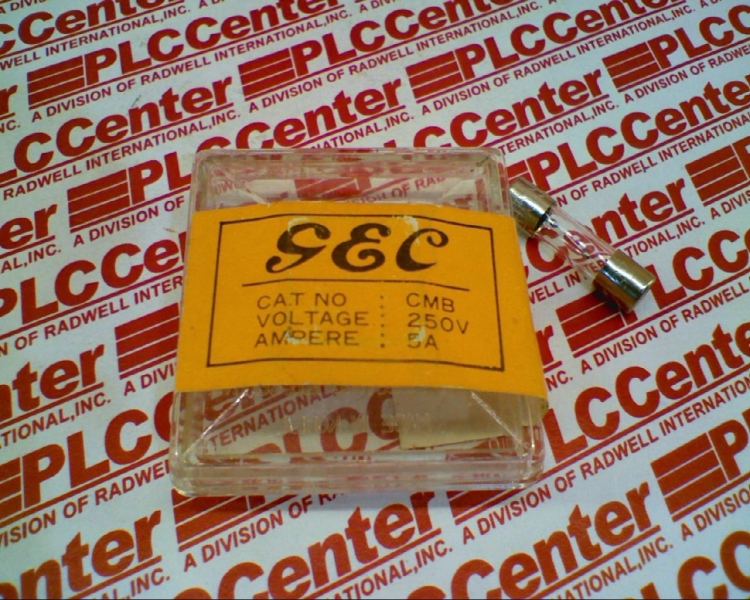 PLCCenter
A DIVISION OF RADWELL INTERNATIONAL, INC.
GEC
CAT NO : CMB
VOLTAGE : 250V
AMPERE : 5A